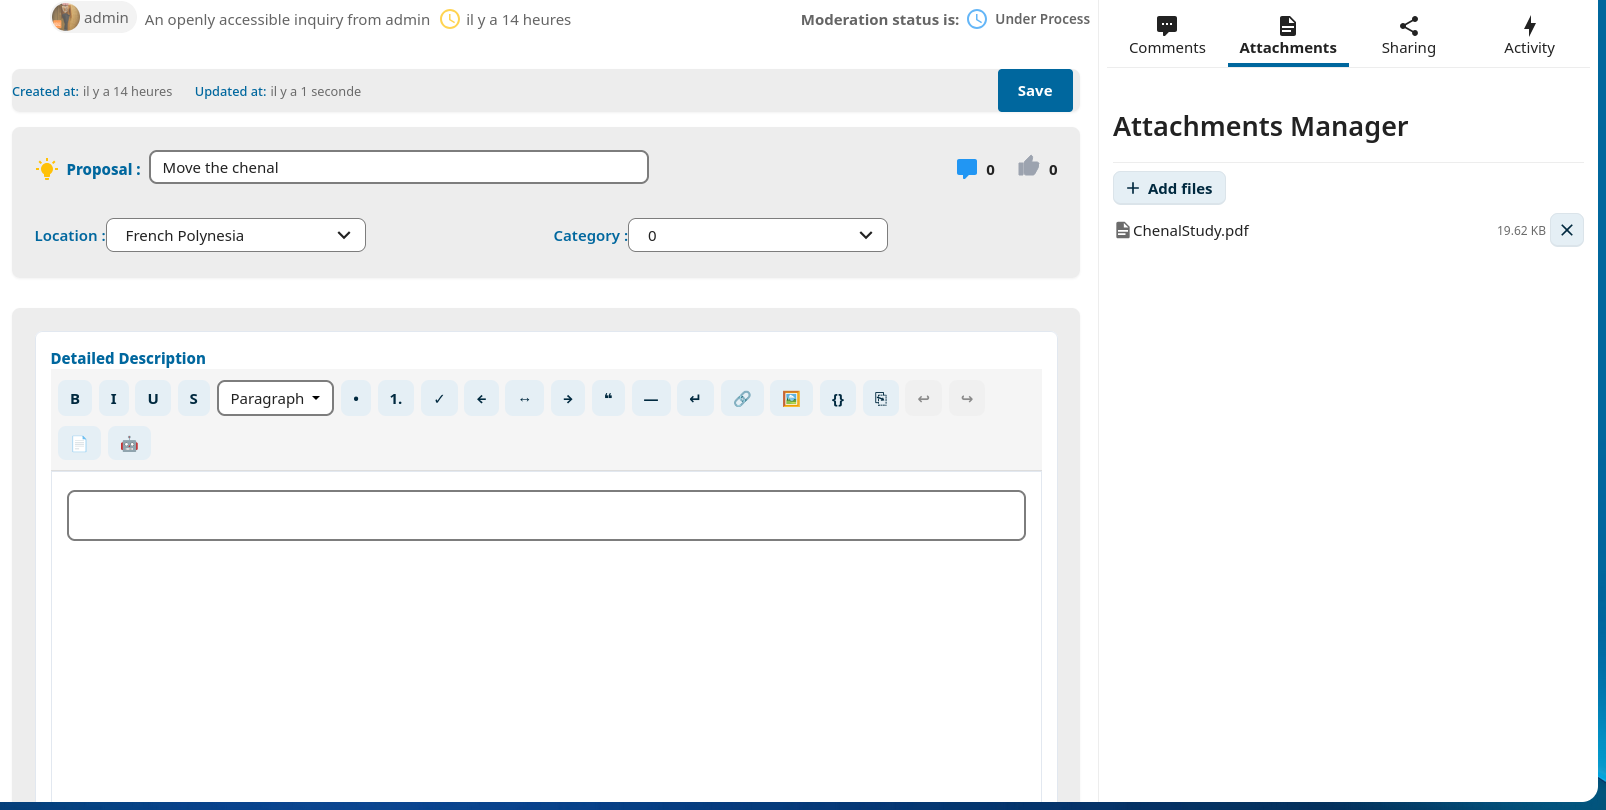 admin An openly accessible inquiry from admin il y a 14 heures Moderation status is: Under Process
Created at: il y a 14 heures Updated at: il y a 1 seconde Save
Proposal : Move the chenal 0 0
Location : French Polynesia Category : 0
Detailed Description
B I U S Paragraph • 1. ✓ ← ↔ → ❝ — ↵ {} ⎘ ↩ ↪
Comments Attachments Sharing Activity
Attachments Manager
+ Add files
ChenalStudy.pdf 19.62 KB